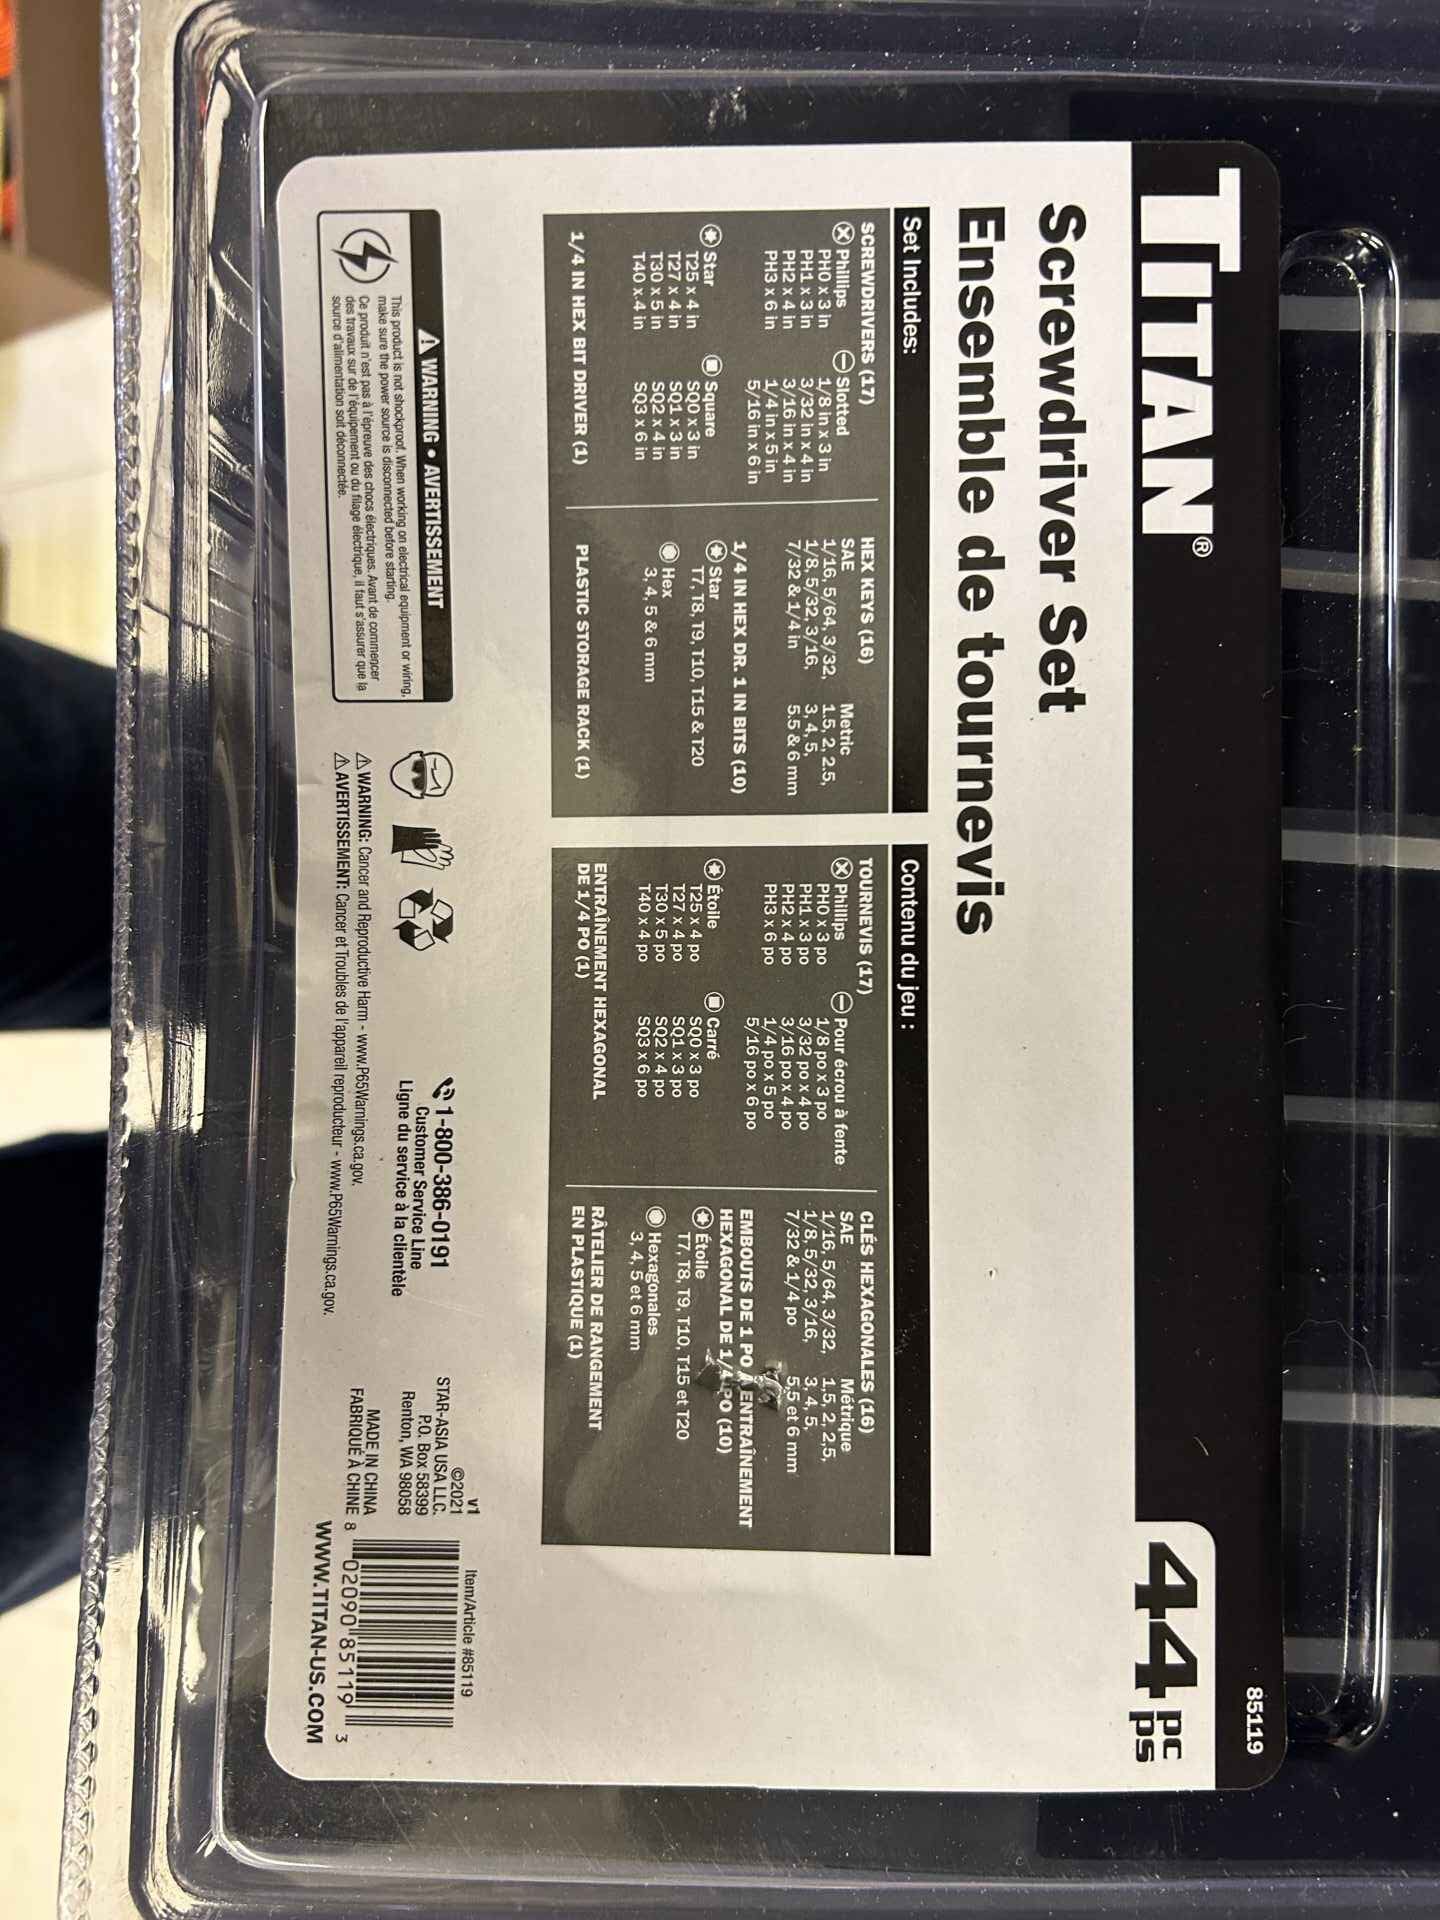 TITAN®
85119
44 pc
ps
Screwdriver Set
Ensemble de tournevis
Set Includes:
SCREWDRIVERS (17)
Phillips
PH0 x 3 in
PH1 x 3 in
PH2 x 4 in
PH3 x 6 in
Slotted
1/8 in x 3 in
3/32 in x 4 in
3/16 in x 4 in
1/4 in x 5 in
5/16 in x 6 in
Star
T25 x 4 in
T27 x 4 in
T30 x 5 in
T40 x 4 in
Square
SQ0 x 3 in
SQ1 x 3 in
SQ2 x 4 in
SQ3 x 6 in
1/4 IN HEX BIT DRIVER (1)
HEX KEYS (16)
SAE
1/16, 5/64, 3/32,
1/8, 5/32, 3/16,
7/32 & 1/4 in
Metric
1.5, 2, 2.5,
3, 4, 5,
5.5 & 6 mm
1/4 IN HEX DR. 1 IN BITS (10)
Star
T7, T8, T9, T10, T15 & T20
Hex
3, 4, 5 & 6 mm
PLASTIC STORAGE RACK (1)
Contenu du jeu :
TOURNEVIS (17)
Phillips
PH0 x 3 po
PH1 x 3 po
PH2 x 4 po
PH3 x 6 po
Pour écrou à fente
1/8 po x 3 po
3/32 po x 4 po
3/16 po x 4 po
1/4 po x 5 po
5/16 po x 6 po
Étoile
T25 x 4 po
T27 x 4 po
T30 x 5 po
T40 x 4 po
Carré
SQ0 x 3 po
SQ1 x 3 po
SQ2 x 4 po
SQ3 x 6 po
ENTRAÎNEMENT HEXAGONAL
DE 1/4 PO (1)
CLÉS HEXAGONALES (16)
SAE
1/16, 5/64, 3/32,
1/8, 5/32, 3/16,
7/32 & 1/4 po
Métrique
1,5, 2, 2,5,
3, 4, 5,
5,5 et 6 mm
EMBOUTS DE 1 PO À ENTRAÎNEMENT
HEXAGONAL DE 1/4 PO (10)
Étoile
T7, T8, T9, T10, T15 et T20
Hexagonales
3, 4, 5 et 6 mm
RÂTELIER DE RANGEMENT
EN PLASTIQUE (1)
⚠ WARNING • AVERTISSEMENT
This product is not shockproof. When working on electrical equipment or wiring,
make sure the power source is disconnected before starting.
Ce produit n'est pas à l'épreuve des chocs électriques. Avant de commencer
des travaux sur de l'équipement ou du filage électrique, il faut s'assurer que la
source d'alimentation soit déconnectée.
⚠WARNING: Cancer and Reproductive Harm - www.P65Warnings.ca.gov.
⚠AVERTISSEMENT: Cancer et Troubles de l'appareil reproducteur - www.P65Warnings.ca.gov.
1-800-386-0191
Customer Service Line
Ligne du service à la clientèle
v1
©2021
STAR-ASIA USA LLC.
P.O. Box 58399
Renton, WA 98058
MADE IN CHINA
FABRIQUÉ À CHINE
Item/Article #85119
8 02090 85119 3
WWW.TITAN-US.COM